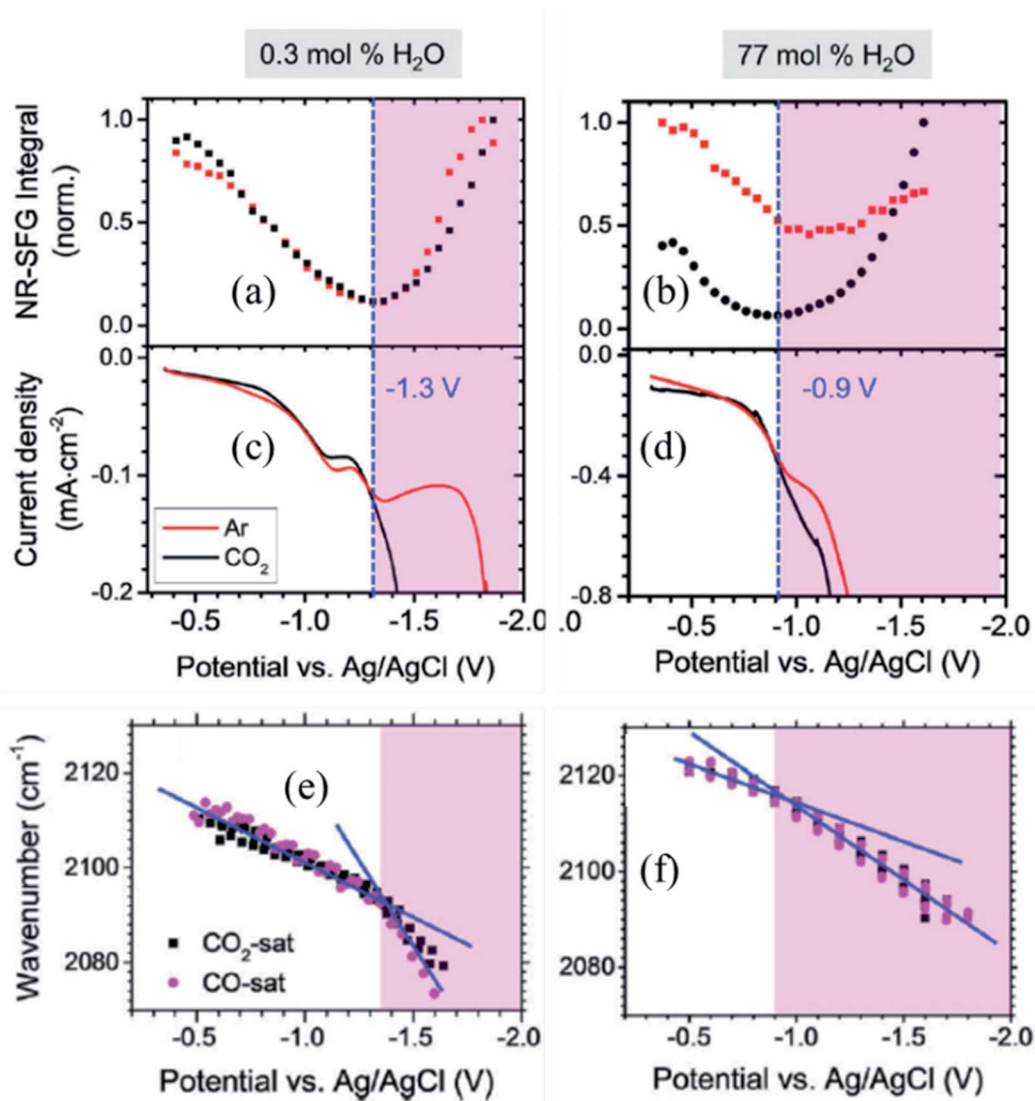 0.3 mol % H₂O
77 mol % H₂O
NR-SFG Integral
(norm.)
1.0
0.5
0.0
(a)
1.0
0.5
0.0
(b)
Current density
(mA·cm⁻²)
0.0
-0.1
-0.2
(c)
-1.3 V
Ar
CO₂
0.0
-0.4
-0.8
(d)
-0.9 V
-0.5
-1.0
-1.5
-2.0
.0
-0.5
-1.0
-1.5
-2.0
Potential vs. Ag/AgCl (V)
Potential vs. Ag/AgCl (V)
Wavenumber (cm⁻¹)
2120
2100
2080
(e)
CO₂-sat
CO-sat
2120
2100
2080
(f)
-0.5
-1.0
-1.5
-2.0
-0.5
-1.0
-1.5
-2.0
Potential vs. Ag/AgCl (V)
Potential vs. Ag/AgCl (V)